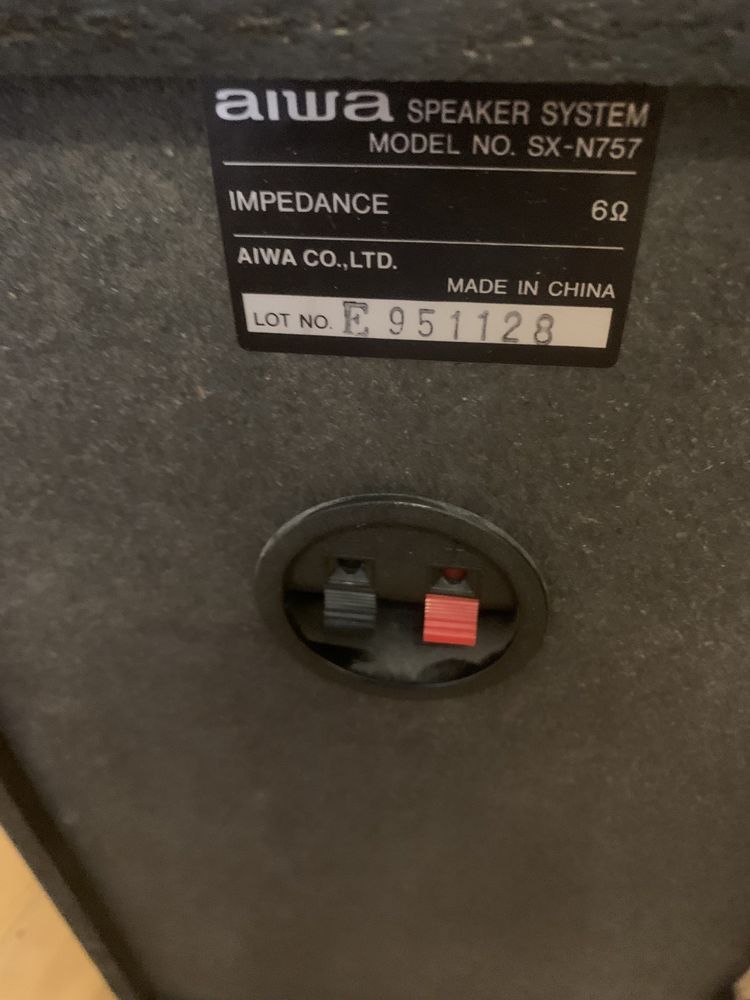 aiwa SPEAKER SYSTEM
MODEL NO. SX-N757
IMPEDANCE 6Ω
AIWA CO.,LTD.
MADE IN CHINA
LOT NO. E 951128